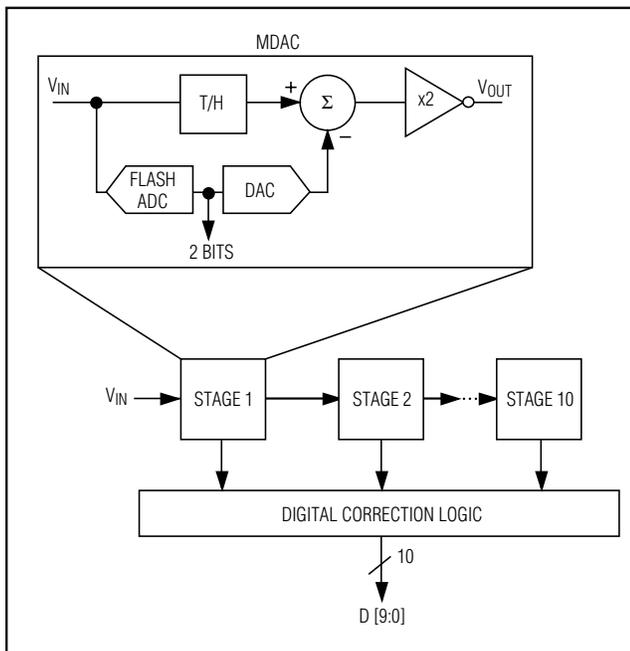 MDAC
VIN
T/H
+
Σ
−
x2
VOUT
FLASH
ADC
DAC
2 BITS
VIN
STAGE 1
STAGE 2
STAGE 10
DIGITAL CORRECTION LOGIC
10
D [9:0]